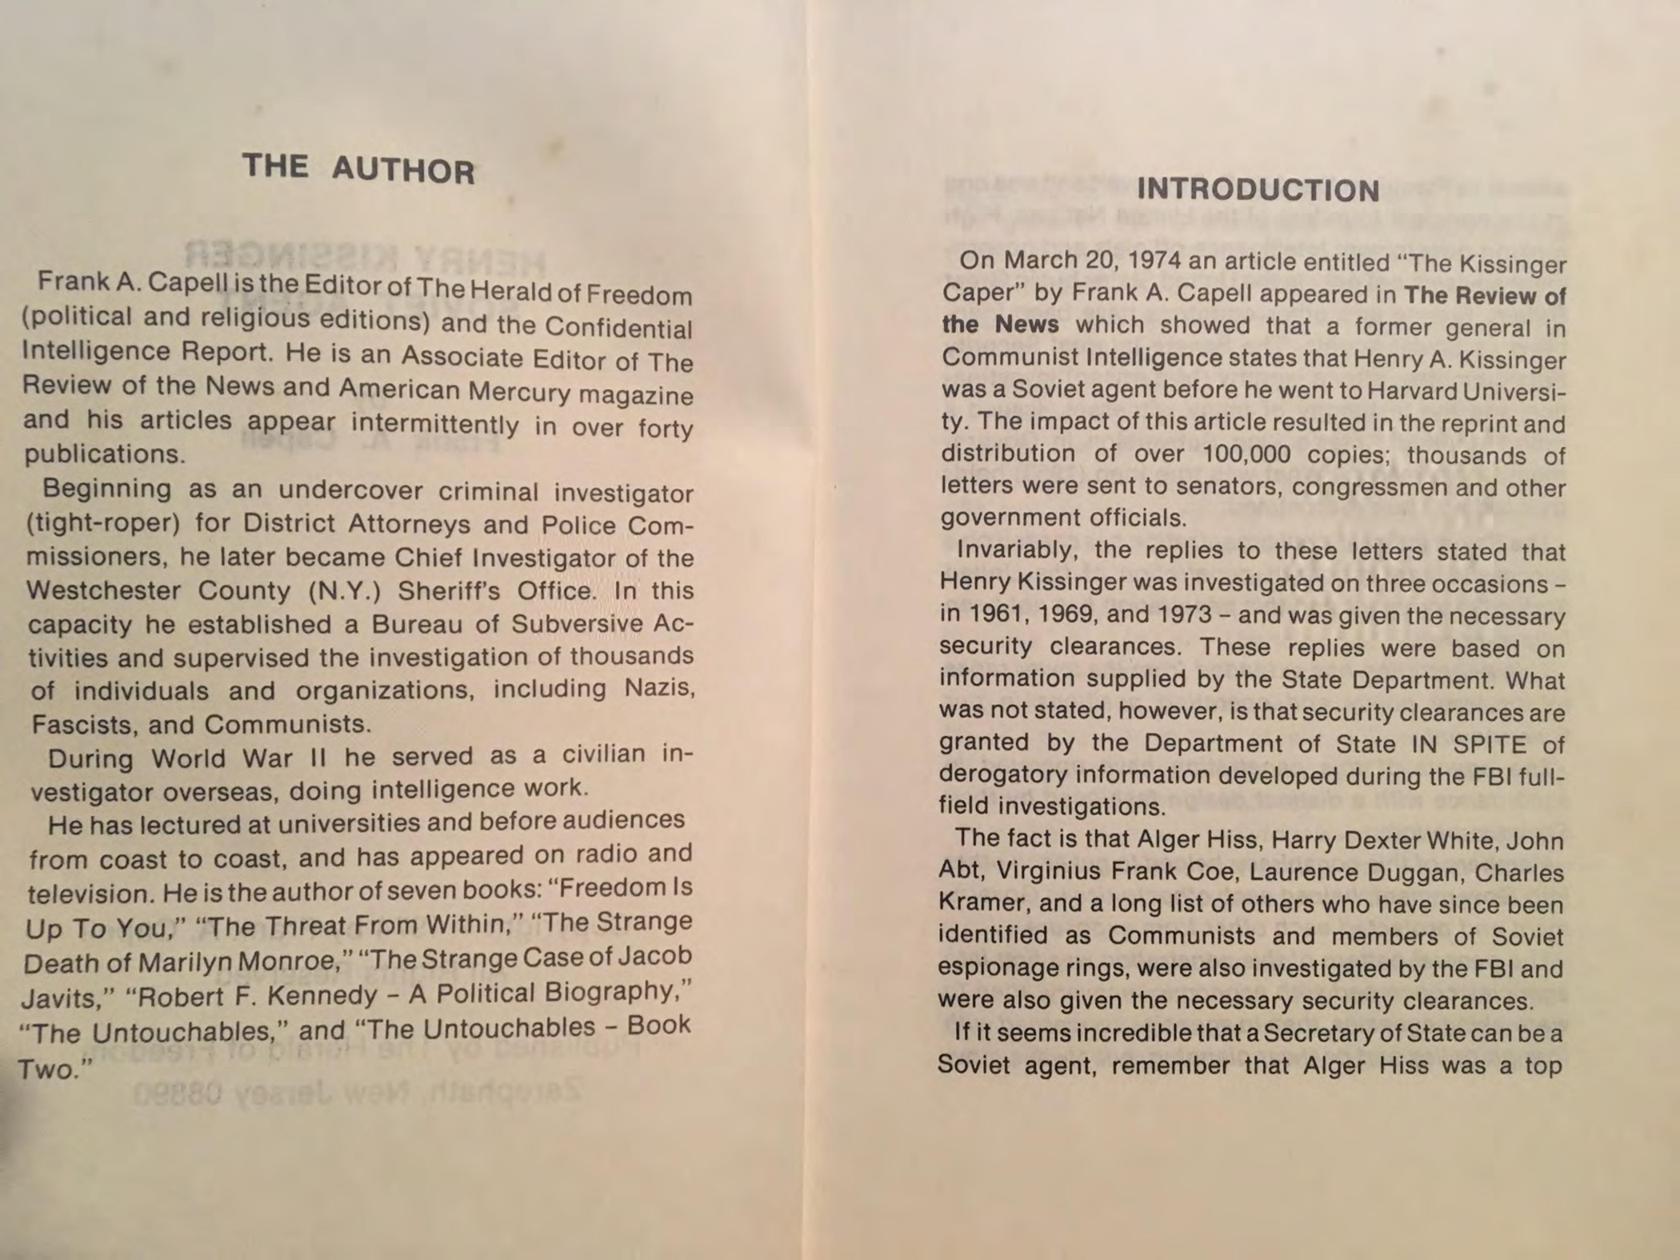 THE AUTHOR
Frank A. Capell is the Editor of The Herald of Freedom
(political and religious editions) and the Confidential
Intelligence Report. He is an Associate Editor of The
Review of the News and American Mercury magazine
and his articles appear intermittently in over forty
publications.
Beginning as an undercover criminal investigator
(tight-roper) for District Attorneys and Police Com-
missioners, he later became Chief Investigator of the
Westchester County (N.Y.) Sheriff's Office. In this
capacity he established a Bureau of Subversive Ac-
tivities and supervised the investigation of thousands
of individuals and organizations, including Nazis,
Fascists, and Communists.
During World War II he served as a civilian in-
vestigator overseas, doing intelligence work.
He has lectured at universities and before audiences
from coast to coast, and has appeared on radio and
television. He is the author of seven books: “Freedom Is
Up To You,” “The Threat From Within,” “The Strange
Death of Marilyn Monroe,” “The Strange Case of Jacob
Javits,” “Robert F. Kennedy – A Political Biography,”
“The Untouchables,” and “The Untouchables – Book
Two.”
INTRODUCTION
On March 20, 1974 an article entitled “The Kissinger
Caper” by Frank A. Capell appeared in The Review of
the News which showed that a former general in
Communist Intelligence states that Henry A. Kissinger
was a Soviet agent before he went to Harvard Universi-
ty. The impact of this article resulted in the reprint and
distribution of over 100,000 copies; thousands of
letters were sent to senators, congressmen and other
government officials.
Invariably, the replies to these letters stated that
Henry Kissinger was investigated on three occasions –
in 1961, 1969, and 1973 – and was given the necessary
security clearances. These replies were based on
information supplied by the State Department. What
was not stated, however, is that security clearances are
granted by the Department of State IN SPITE of
derogatory information developed during the FBI full-
field investigations.
The fact is that Alger Hiss, Harry Dexter White, John
Abt, Virginius Frank Coe, Laurence Duggan, Charles
Kramer, and a long list of others who have since been
identified as Communists and members of Soviet
espionage rings, were also investigated by the FBI and
were also given the necessary security clearances.
If it seems incredible that a Secretary of State can be a
Soviet agent, remember that Alger Hiss was a top